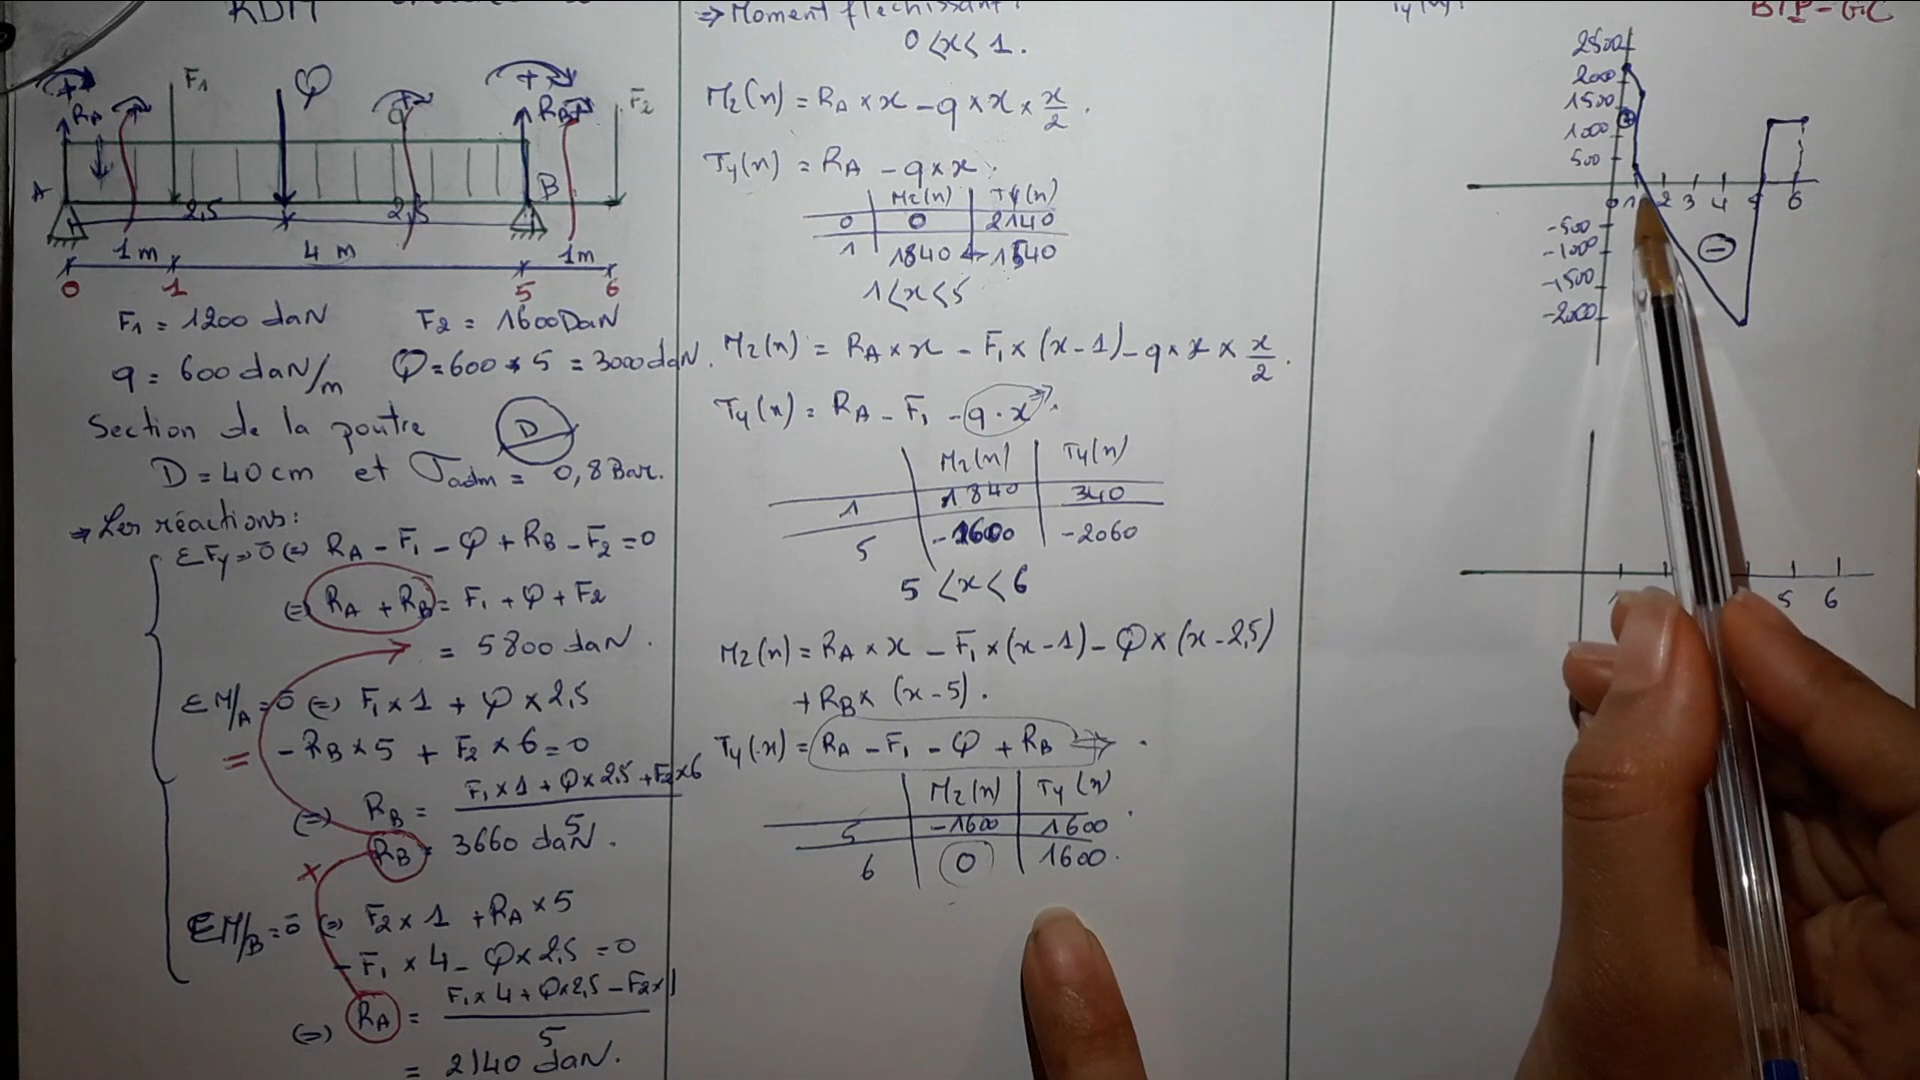 RDM
RA
F1
φ
RB
F2
A
B
2,5
2,5
1m
4 m
1m
0
1
5
6
F1 = 1200 daN
F2 = 1600 DaN
q = 600 daN/m
φ = 600 * 5 = 3000 daN.
Section de la poutre
D
D = 40 cm et σadm = 0,8 Bar.
⇒ Les réactions:
ΣFy = 0 (=) RA - F1 - φ + RB - F2 = 0
(=) RA + RB = F1 + φ + F2
= 5800 daN.
ΣM/A = 0 (=) F1 × 1 + φ × 2,5
- RB × 5 + F2 × 6 = 0
(=) RB = F1 × 1 + φ × 2,5 + F2 × 6
5
RB = 3660 daN.
ΣM/B = 0 (=) F2 × 1 + RA × 5
- F1 × 4 - φ × 2,5 = 0
(=) RA = F1 × 4 + φ × 2,5 - F2 × 1
5
= 2140 daN.
⇒ Moment fléchissant:
0 < x < 1.
Mz(x) = RA × x - q × x × x/2.
Ty(x) = RA - q × x.
Mz(x) Ty(x)
0 0 2140
1 1840 1540
1 < x < 5
Mz(x) = RA × x - F1 × (x - 1) - q × x × x/2.
Ty(x) = RA - F1 - q · x
Mz(x) Ty(x)
1 1840 340
5 -1600 -2060
5 < x < 6
Mz(x) = RA × x - F1 × (x - 1) - φ × (x - 2,5)
+ RB × (x - 5).
Ty(x) = RA - F1 - φ + RB
Mz(x) Ty(x)
5 -1600 1600
6 0 1600.
BTP-GC
2500
2000
1500
1000
500
0 1 2 3 4 5 6
-500
-1000
-1500
-2000
5 6